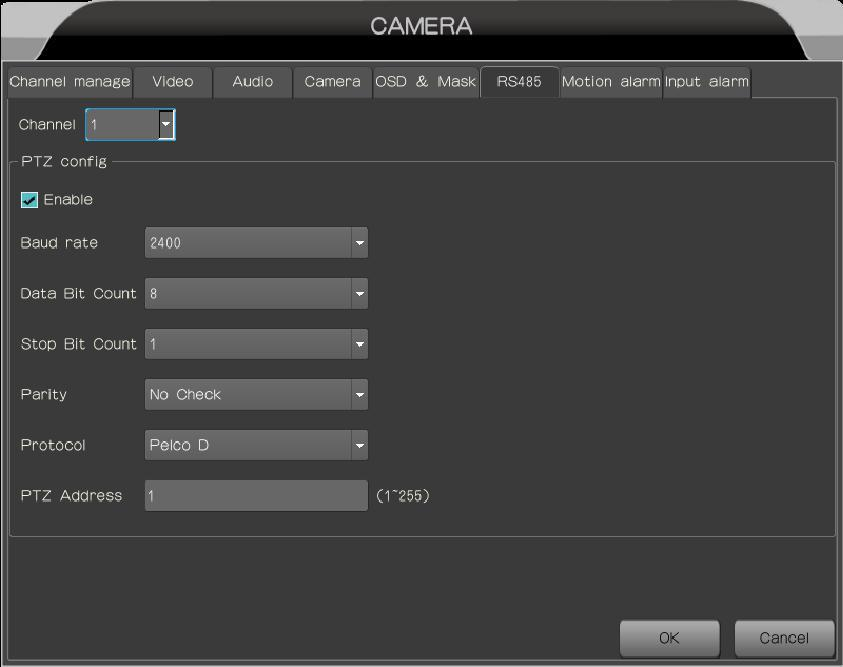 CAMERA
Channel manage Video Audio Camera OSD & Mask RS485 Motion alarm Input alarm
Channel 1
PTZ config
Enable
Baud rate 2400
Data Bit Count 8
Stop Bit Count 1
Parity No Check
Protocol Pelco D
PTZ Address 1 (1~255)
OK Cancel